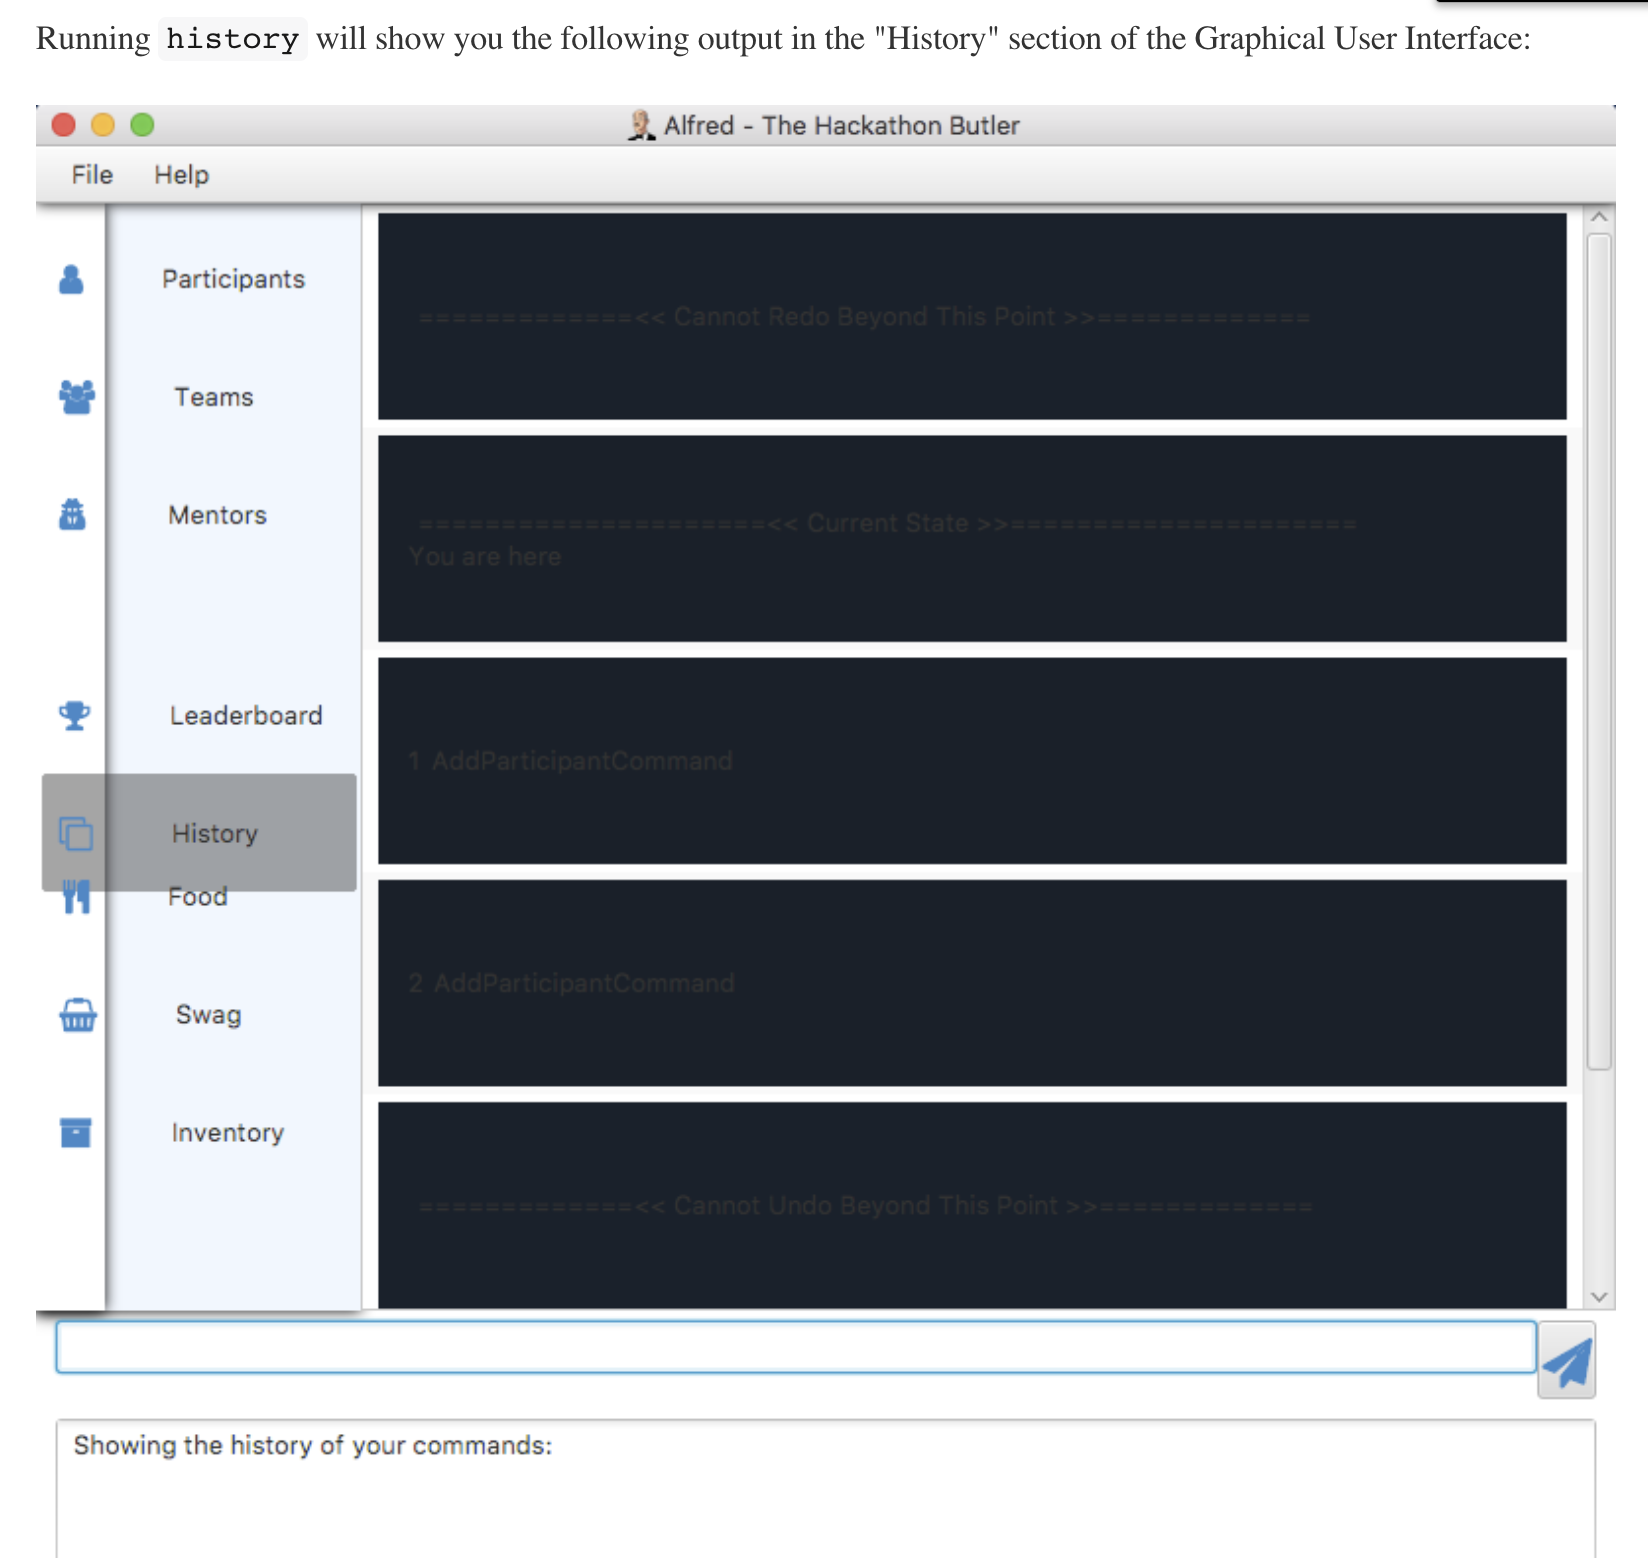 Running history will show you the following output in the "History" section of the Graphical User Interface:
Alfred - The Hackathon Butler
File Help
Participants
Teams
Mentors
Leaderboard
History
Food
Swag
Inventory
=============<< Cannot Redo Beyond This Point >>=============
=====================<< Current State >>=====================
You are here
1 AddParticipantCommand
2 AddParticipantCommand
=============<< Cannot Undo Beyond This Point >>=============
Showing the history of your commands: